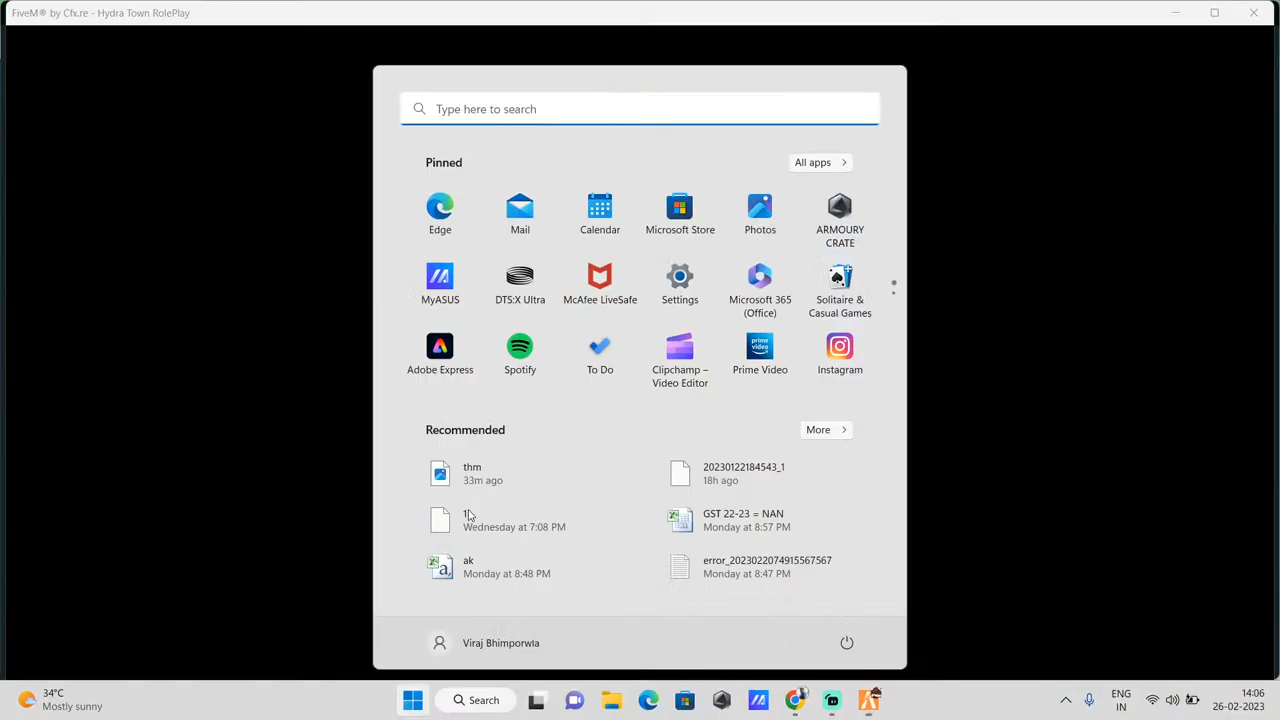 FiveM® by Cfx.re - Hydra Town RolePlay
Type here to search
Pinned
All apps
Edge
Mail
Calendar
Microsoft Store
Photos
ARMOURY
CRATE
MyASUS
DTS:X Ultra
McAfee LiveSafe
Settings
Microsoft 365
(Office)
Solitaire &
Casual Games
Adobe Express
Spotify
To Do
Clipchamp –
Video Editor
Prime Video
prime video
Instagram
Recommended
More
thm
33m ago
20230122184543_1
18h ago
Wednesday at 7:08 PM
GST 22-23 = NAN
Monday at 8:57 PM
ak
Monday at 8:48 PM
error_2023022074915567567
Monday at 8:47 PM
Viraj Bhimporwla
34°C
Mostly sunny
Search
ENG
IN
14:06
26-02-2023